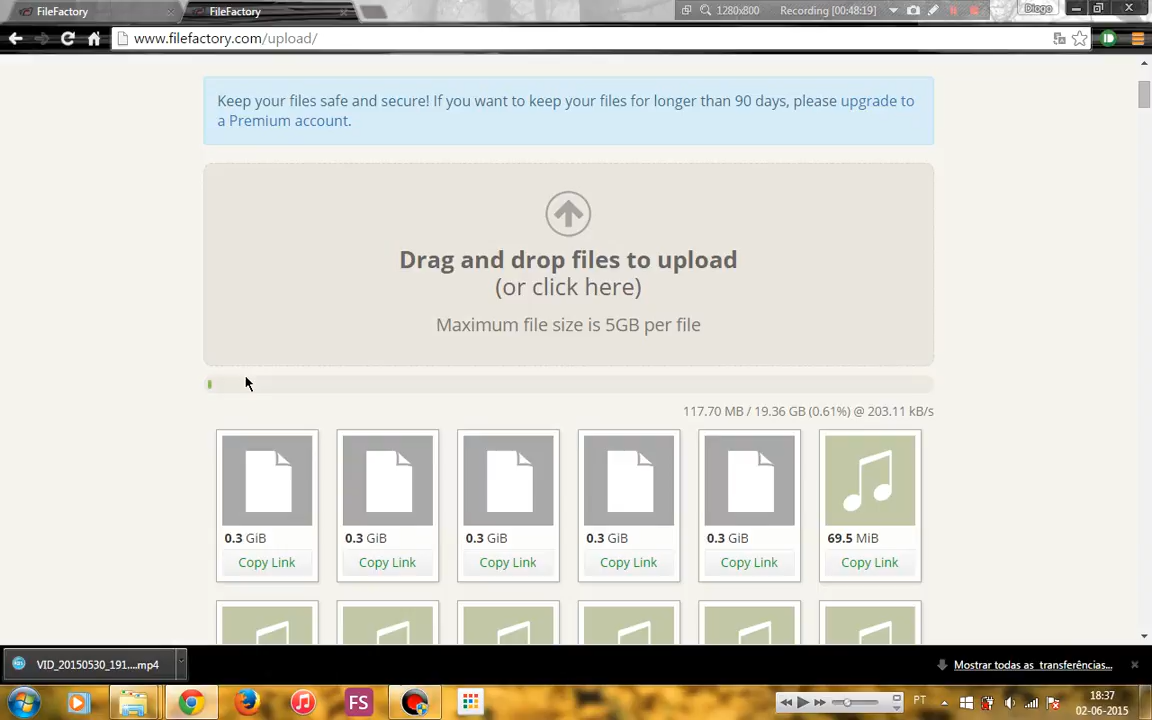 FileFactory
FileFactory
1280x800
Recording [00:48:19]
Diogo
www.filefactory.com/upload/
Keep your files safe and secure! If you want to keep your files for longer than 90 days, please upgrade to
a Premium account.
Drag and drop files to upload
(or click here)
Maximum file size is 5GB per file
117.70 MB / 19.36 GB (0.61%) @ 203.11 kB/s
0.3 GiB
0.3 GiB
0.3 GiB
0.3 GiB
0.3 GiB
69.5 MiB
Copy Link
Copy Link
Copy Link
Copy Link
Copy Link
Copy Link
VID_20150530_191....mp4
Mostrar todas as transferências...
FS
PT
18:37
02-06-2015